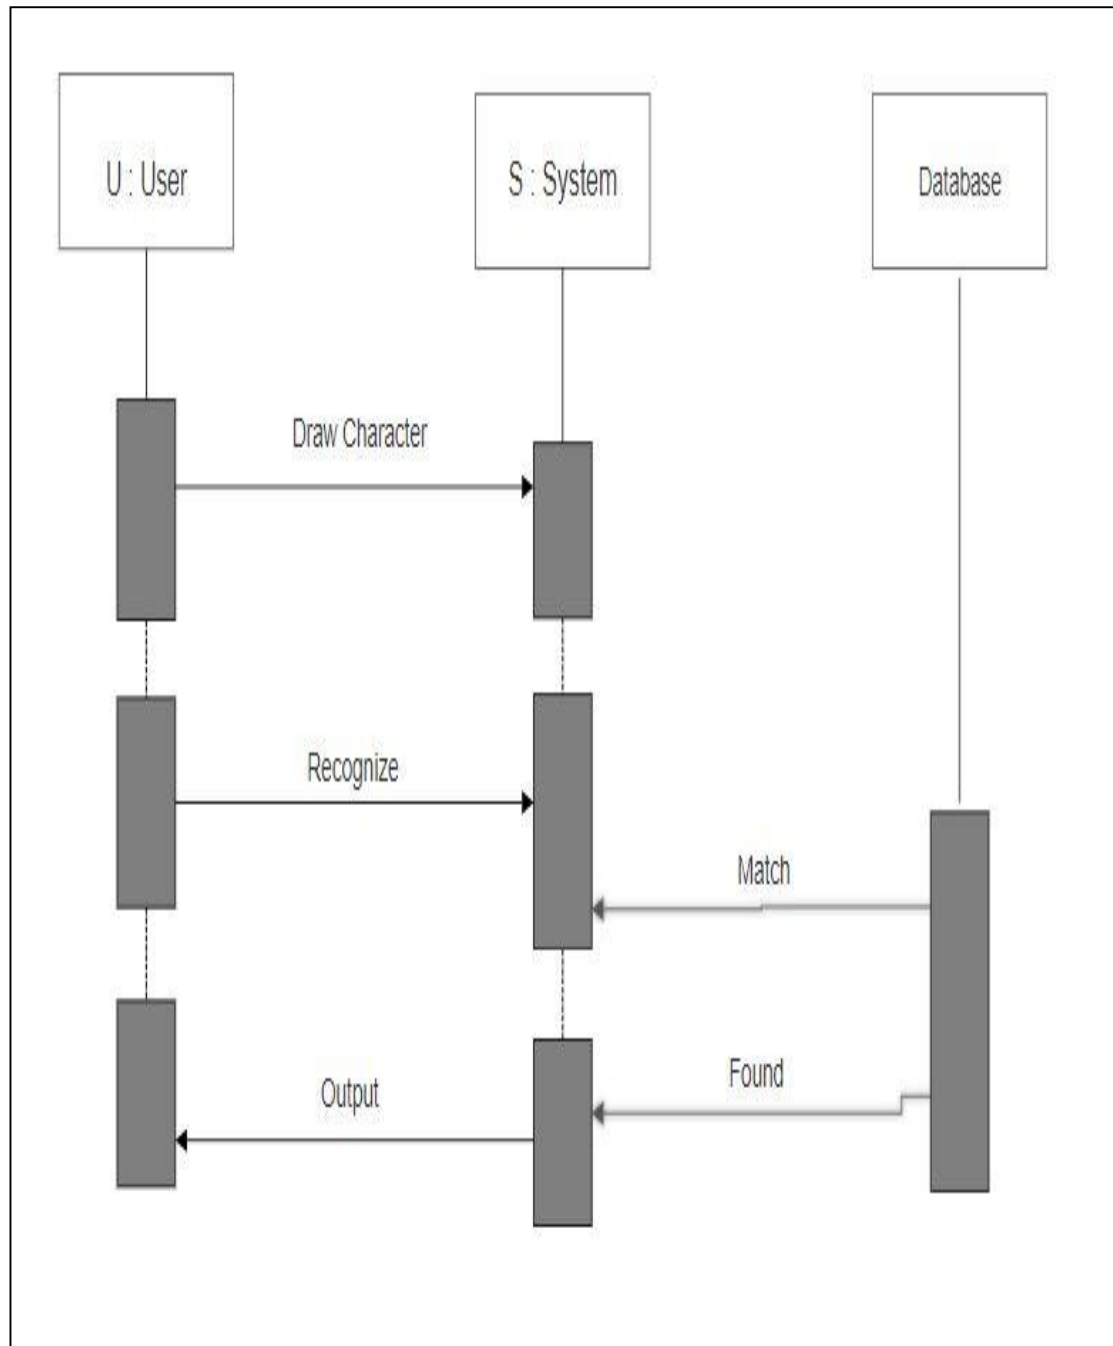 U : User
S : System
Database
Draw Character
Recognize
Match
Found
Output